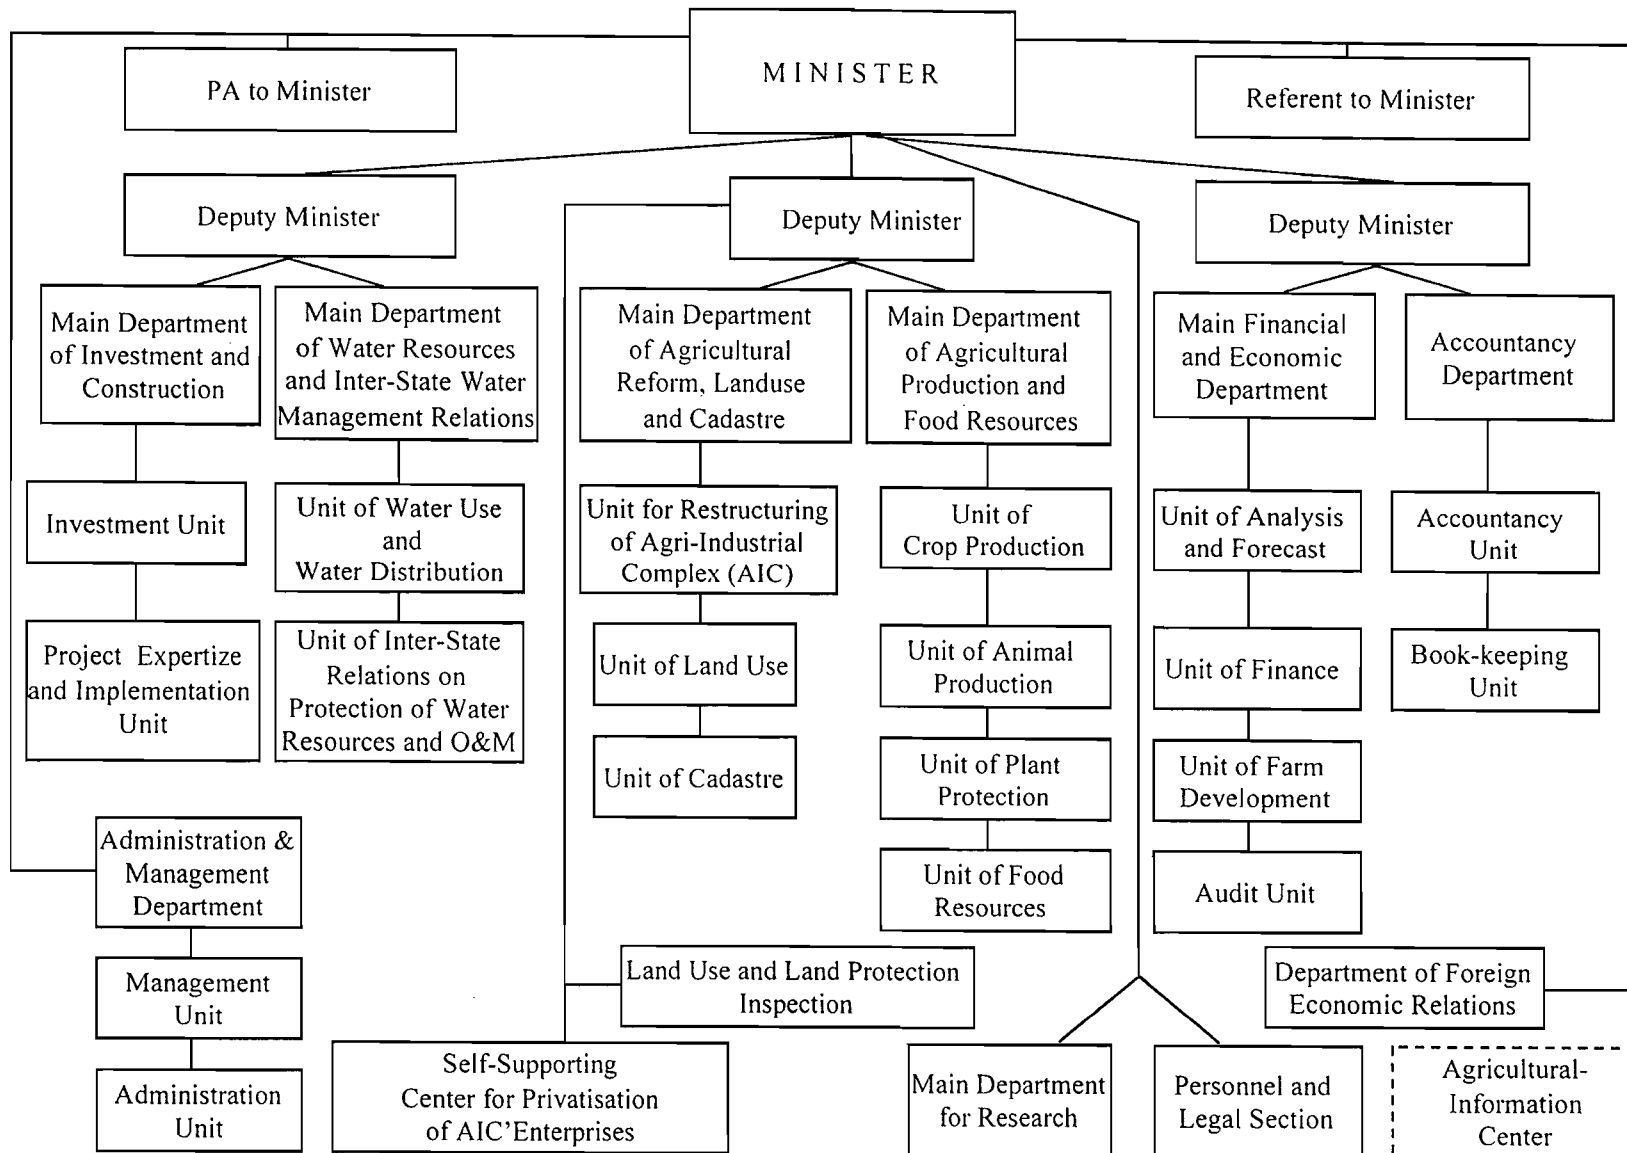 MINISTER
PA to Minister
Referent to Minister
Deputy Minister
Deputy Minister
Deputy Minister
Main Department
of Investment and
Construction
Main Department
of Water Resources
and Inter-State Water
Management Relations
Main Department
of Agricultural
Reform, Landuse
and Cadastre
Main Department
of Agricultural
Production and
Food Resources
Main Financial
and Economic
Department
Accountancy
Department
Investment Unit
Unit of Water Use
and
Water Distribution
Unit for Restructuring
of Agri-Industrial
Complex (AIC)
Unit of
Crop Production
Unit of Analysis
and Forecast
Accountancy
Unit
Project Expertize
and Implementation
Unit
Unit of Inter-State
Relations on
Protection of Water
Resources and O&M
Unit of Land Use
Unit of Animal
Production
Unit of Finance
Book-keeping
Unit
Unit of Cadastre
Unit of Plant
Protection
Unit of Farm
Development
Administration &
Management
Department
Unit of Food
Resources
Audit Unit
Management
Unit
Land Use and Land Protection
Inspection
Department of Foreign
Economic Relations
Administration
Unit
Self-Supporting
Center for Privatisation
of AIC'Enterprises
Main Department
for Research
Personnel and
Legal Section
Agricultural-
Information
Center